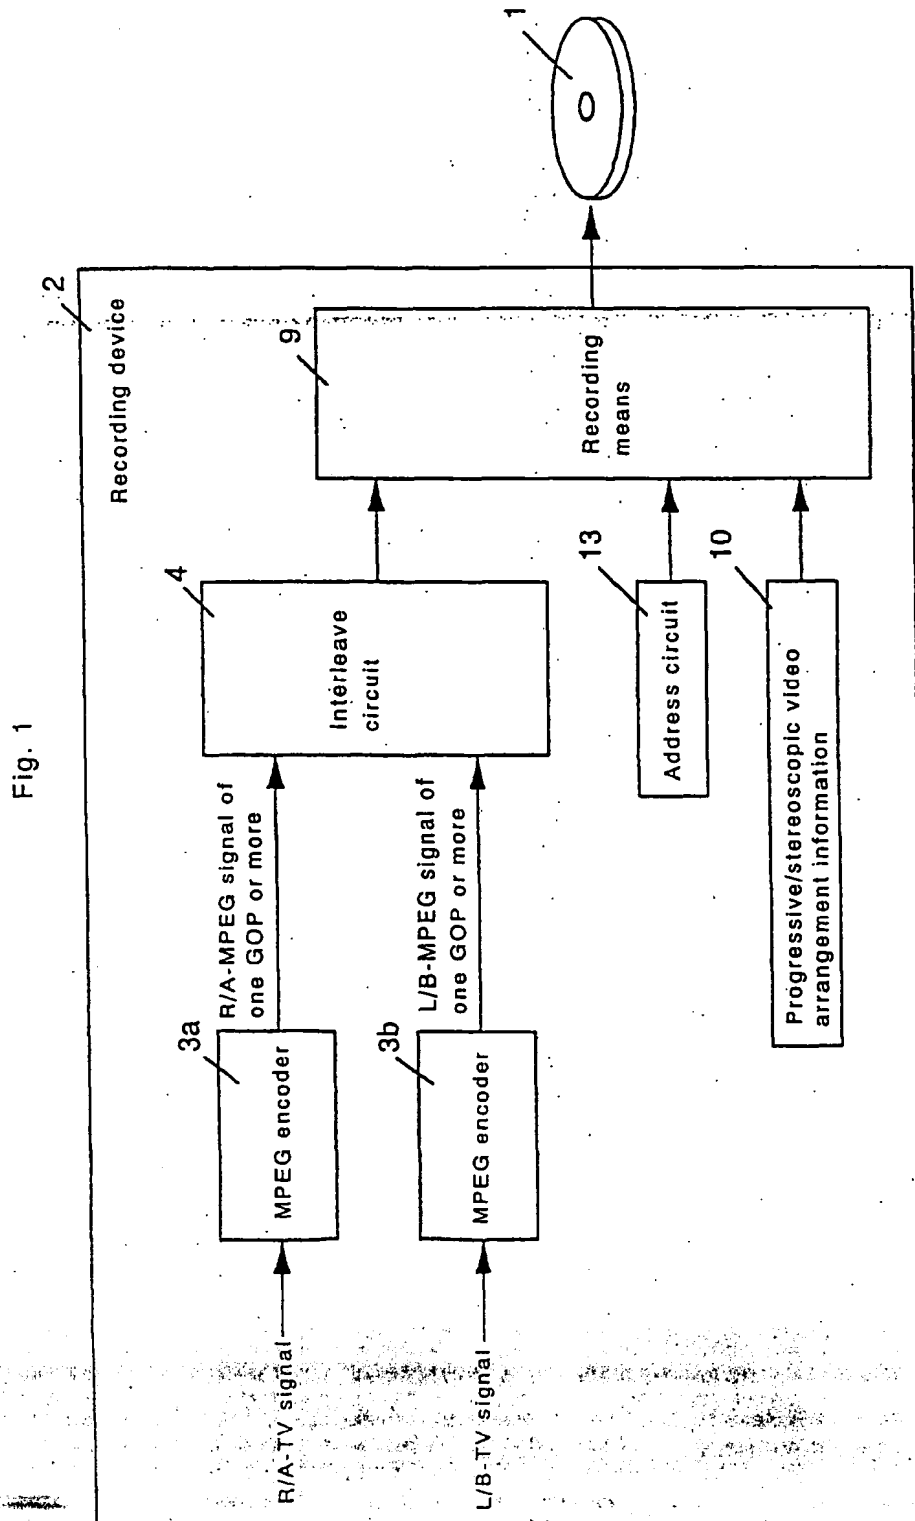 Fig. 1
Recording device
2
1
R/A-TV signal
3a
MPEG encoder
R/A-MPEG signal of
one GOP or more
L/B-TV signal
3b
MPEG encoder
L/B-MPEG signal of
one GOP or more
4
Interleave
circuit
9
Recording
means
13
Address circuit
10
Progressive/stereoscopic video
arrangement information